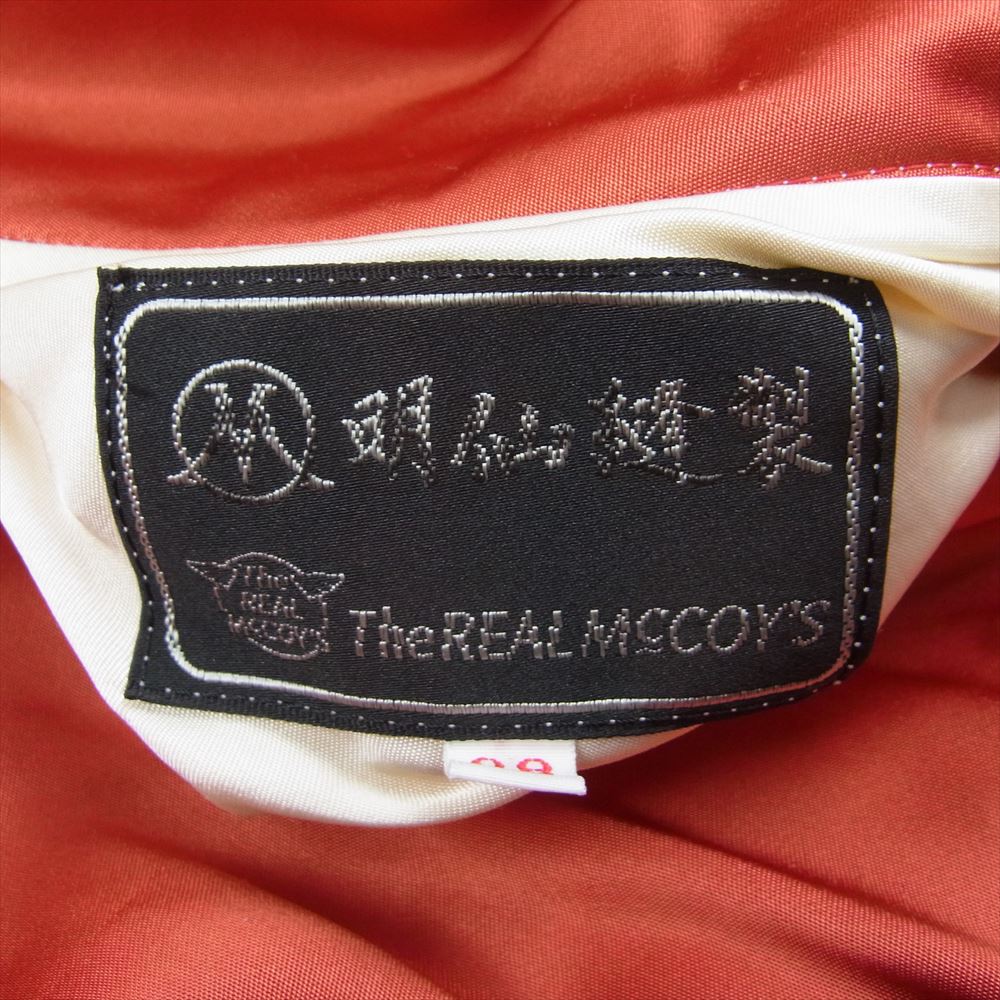 明仙縫製
The
REAL
McCOY'S
The REAL McCOY'S